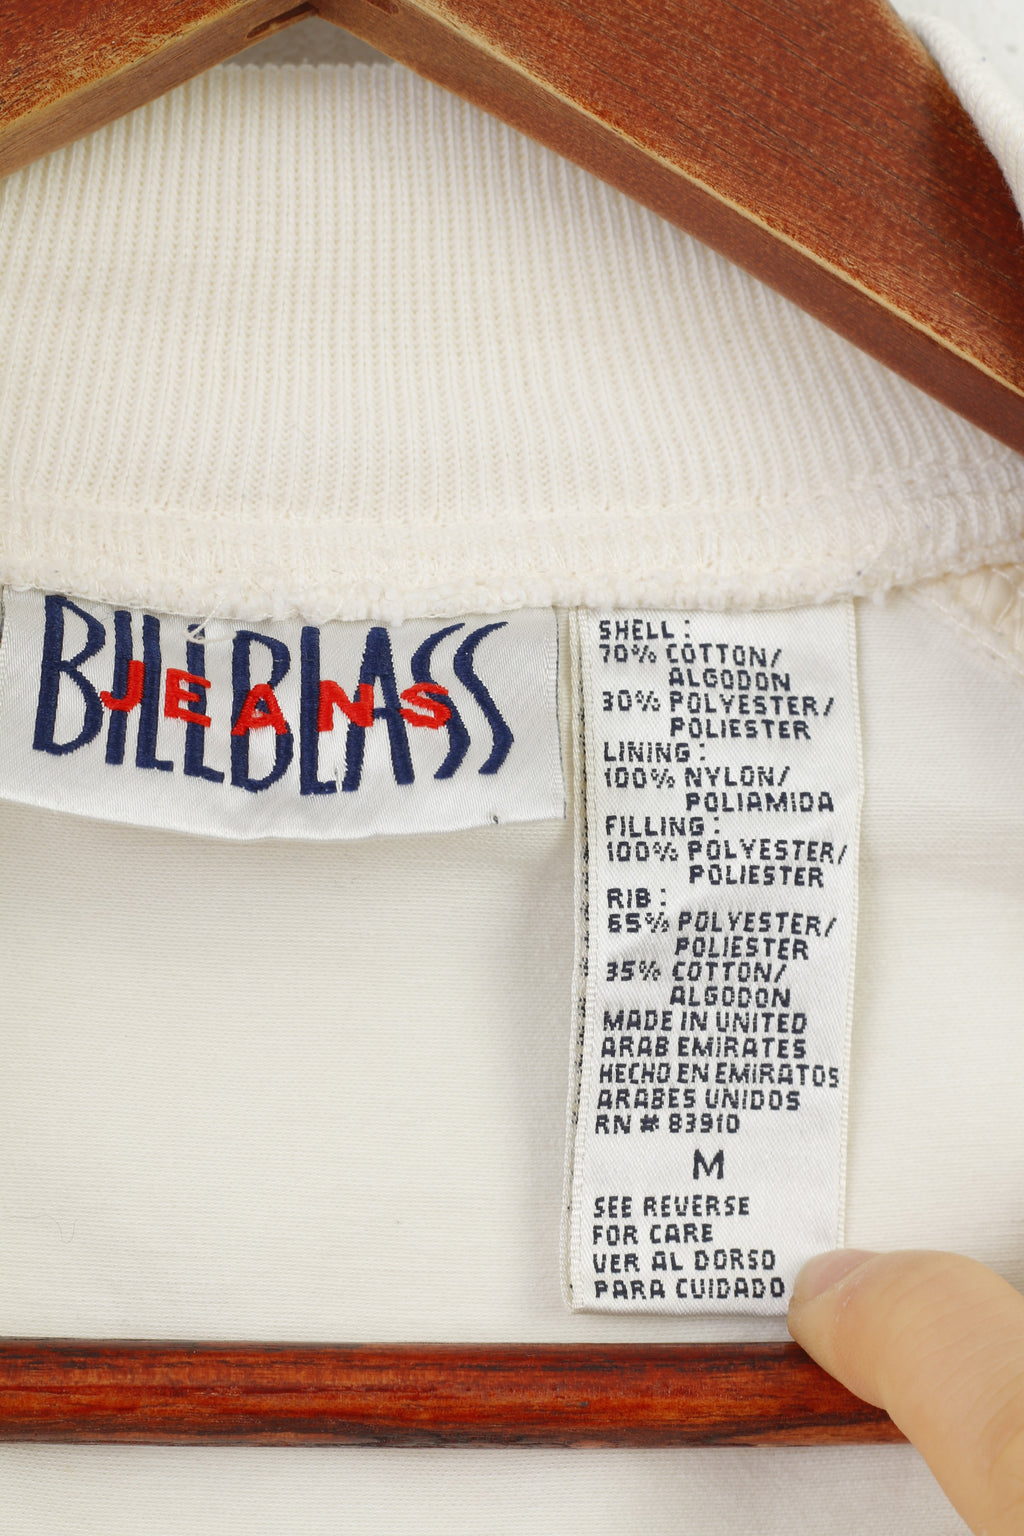 BILL BLASS
JEANS
SHELL:
70% COTTON/
ALGODON
30% POLYESTER/
POLIESTER
LINING:
100% NYLON/
POLIAMIDA
FILLING:
100% POLYESTER/
POLIESTER
RIB:
65% POLYESTER/
POLIESTER
35% COTTON/
ALGODON
MADE IN UNITED
ARAB EMIRATES
HECHO EN EMIRATOS
ARABES UNIDOS
RN # 83910
M
SEE REVERSE
FOR CARE
VER AL DORSO
PARA CUIDADO